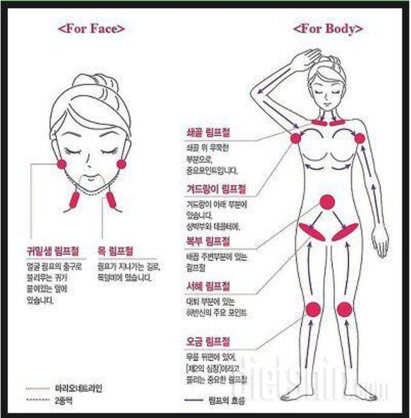 <For Face>
<For Body>
귀밑샘 림프절
얼굴 림프의 출구로
불리우는 귀가
붙어있는 앞에
있습니다.
목 림프절
림프가 지나가는 길로,
목덜미에 있습니다.
마리오네트라인
2중턱
쇄골 림프절
쇄골 위 우묵한
부분으로,
중요포인트입니다.
겨드랑이 림프절
겨드랑이 아래 부분에
있습니다.
상박부와 데콜테에.
복부 림프절
배꼽 주변부분에 있는
림프절
서혜 림프절
대퇴 부분에 있는
하반신의 주요 포인트
오금 림프절
무릎 뒤편에 있어,
[제2의 심장]이라고
불리는 중요한 림프절
림프의 흐름